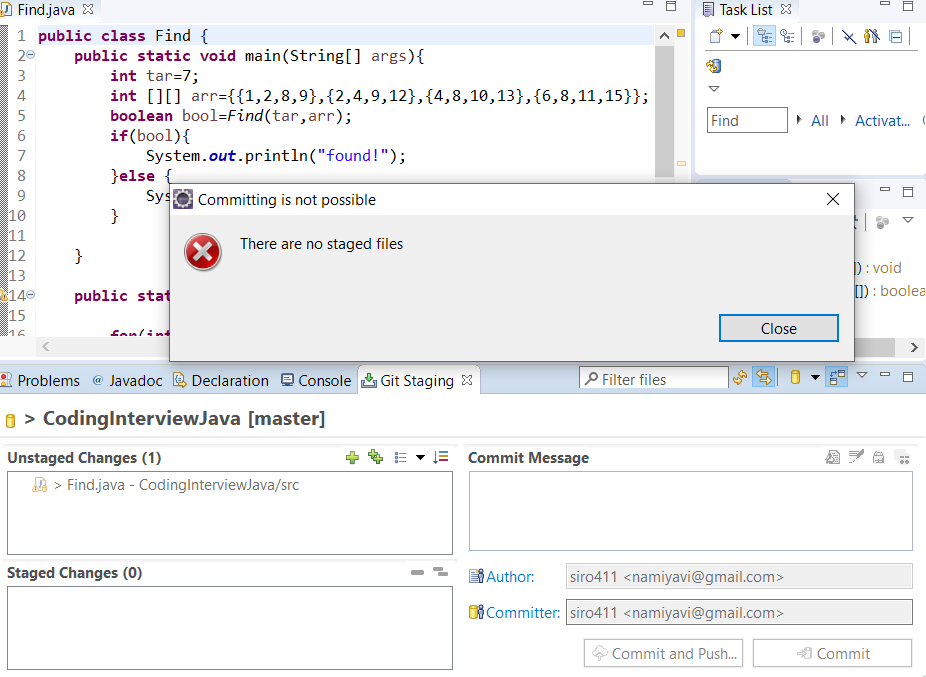 Find.java
Task List
1 public class Find {
2 public static void main(String[] args){
3 int tar=7;
4 int [][] arr={{1,2,8,9},{2,4,9,12},{4,8,10,13},{6,8,11,15}};
5 boolean bool=Find(tar,arr);
6 if(bool){
7 System.out.println("found!");
8 }else {
9 Sys
10 }
11
12 }
13
14 public stat
15
16 for(int
Find
All
Activat...
Committing is not possible
There are no staged files
Close
]) : void
[]) : boolea
Problems
@ Javadoc
Declaration
Console
Git Staging
Filter files
> CodingInterviewJava [master]
Unstaged Changes (1)
> Find.java - CodingInterviewJava/src
Staged Changes (0)
Commit Message
Author: siro411 <namiyavi@gmail.com>
Committer: siro411 <namiyavi@gmail.com>
Commit and Push...
Commit